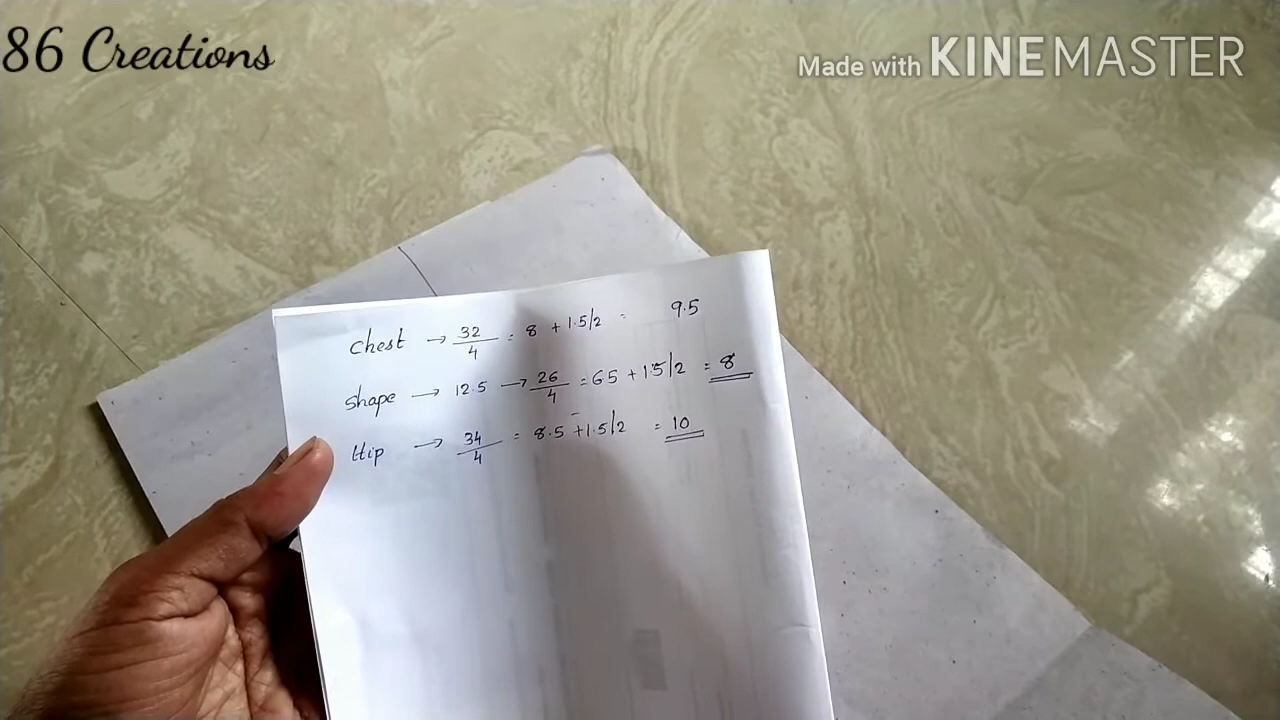 86 Creations
Made with KINEMASTER
chest → 32/4 = 8 + 1.5/2 = 9.5
shape → 12.5 → 26/4 = 6.5 + 1.5/2 = 8
Hip → 34/4 = 8.5 + 1.5/2 = 10